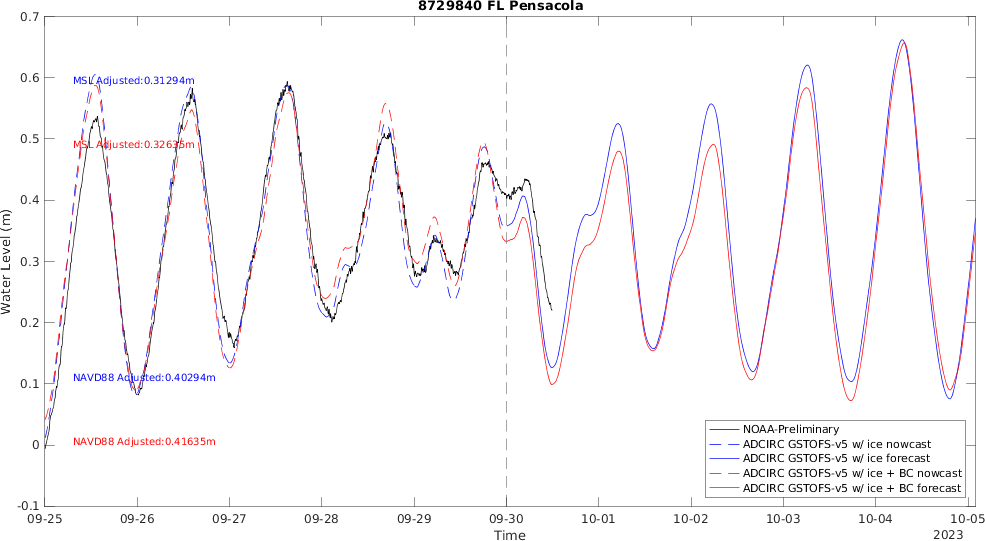 8729840 FL Pensacola
0.7
0.6
0.5
0.4
0.3
0.2
0.1
0
-0.1
Water Level (m)
MSL Adjusted:0.31294m
MSL Adjusted:0.32635m
NAVD88 Adjusted:0.40294m
NAVD88 Adjusted:0.41635m
NOAA-Preliminary
ADCIRC GSTOFS-v5 w/ ice nowcast
ADCIRC GSTOFS-v5 w/ ice forecast
ADCIRC GSTOFS-v5 w/ ice + BC nowcast
ADCIRC GSTOFS-v5 w/ ice + BC forecast
09-25 09-26 09-27 09-28 09-29 09-30 10-01 10-02 10-03 10-04 10-05
Time
2023